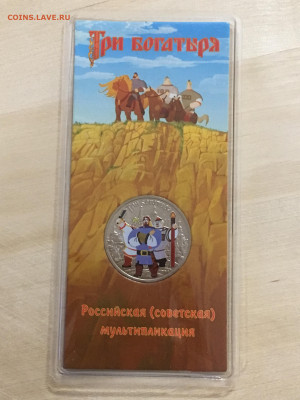 COINS.LAVE.RU
Три богатыря
Российская (советская)
мультипликация